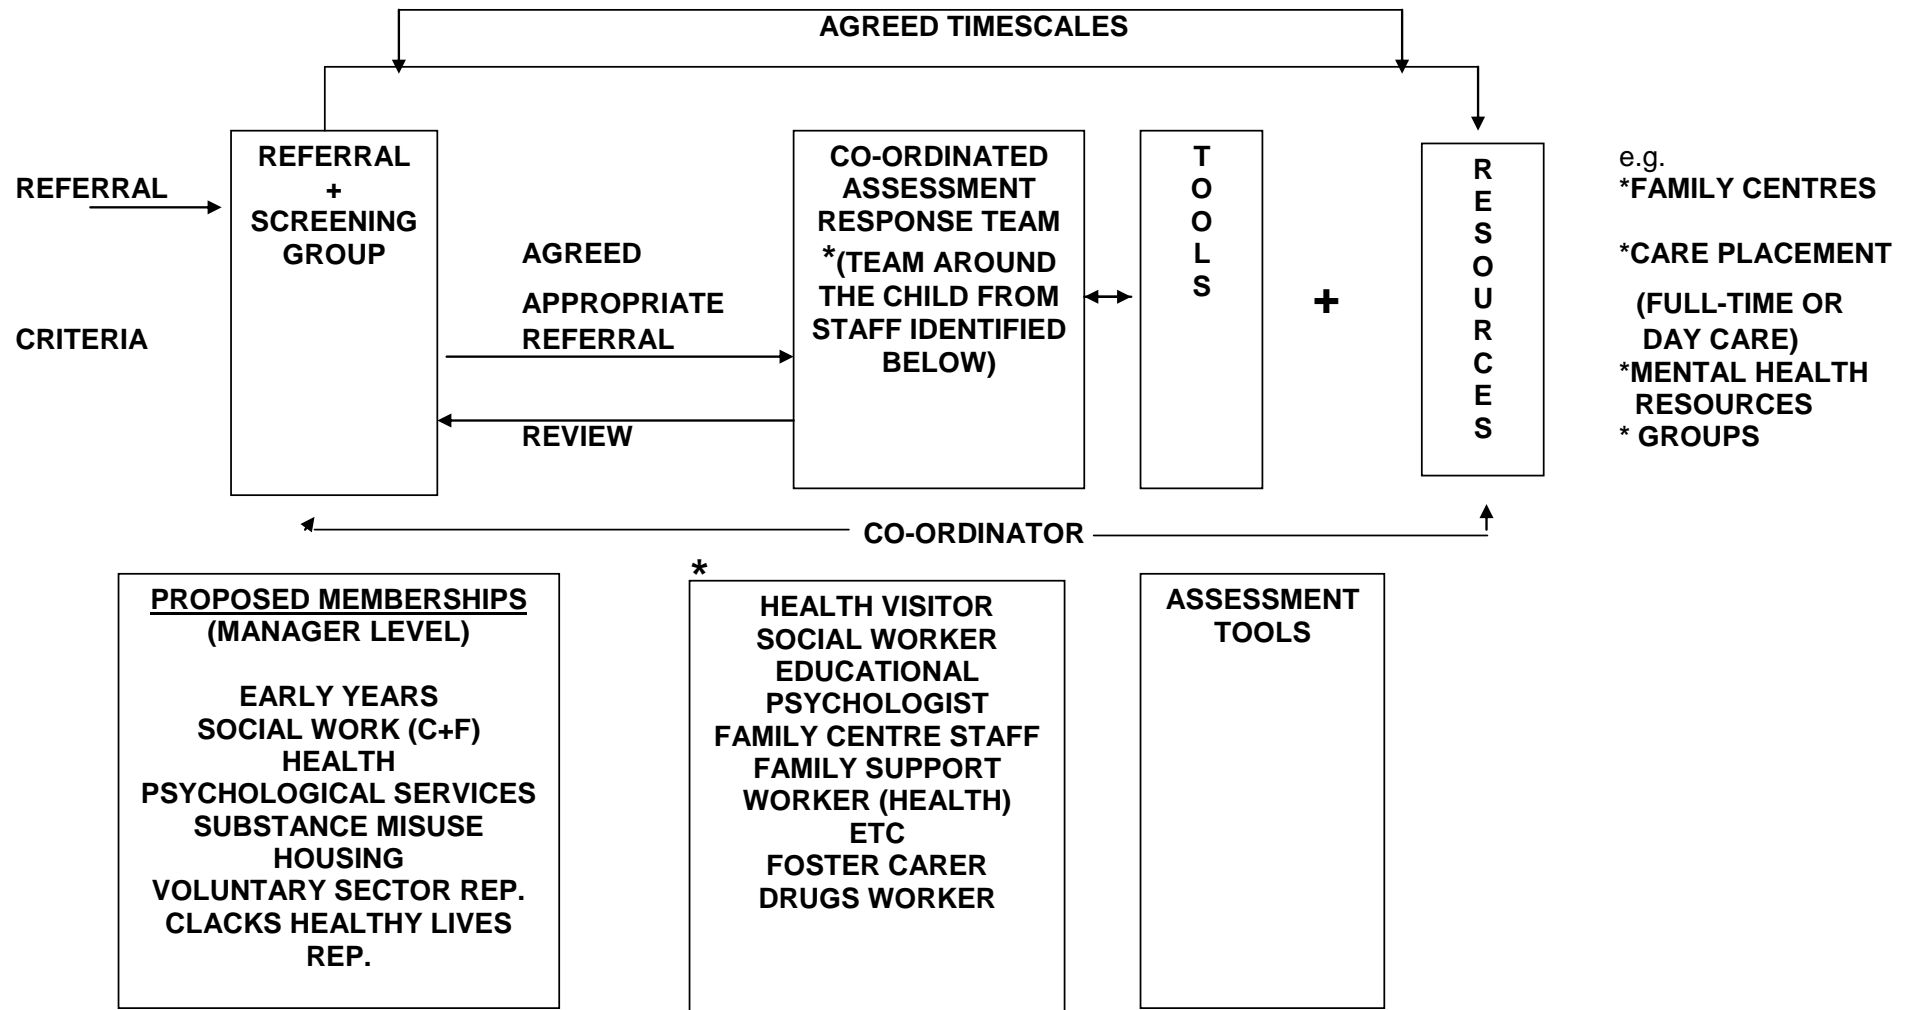 AGREED TIMESCALES
REFERRAL
CRITERIA
REFERRAL
+
SCREENING
GROUP
AGREED
APPROPRIATE
REFERRAL
REVIEW
CO-ORDINATED
ASSESSMENT
RESPONSE TEAM
*(TEAM AROUND
THE CHILD FROM
STAFF IDENTIFIED
BELOW)
T
O
O
L
S
+
R
E
S
O
U
R
C
E
S
e.g.
*FAMILY CENTRES
*CARE PLACEMENT
(FULL-TIME OR
DAY CARE)
*MENTAL HEALTH
RESOURCES
* GROUPS
CO-ORDINATOR
PROPOSED MEMBERSHIPS
(MANAGER LEVEL)
EARLY YEARS
SOCIAL WORK (C+F)
HEALTH
PSYCHOLOGICAL SERVICES
SUBSTANCE MISUSE
HOUSING
VOLUNTARY SECTOR REP.
CLACKS HEALTHY LIVES
REP.
*
HEALTH VISITOR
SOCIAL WORKER
EDUCATIONAL
PSYCHOLOGIST
FAMILY CENTRE STAFF
FAMILY SUPPORT
WORKER (HEALTH)
ETC
FOSTER CARER
DRUGS WORKER
ASSESSMENT
TOOLS